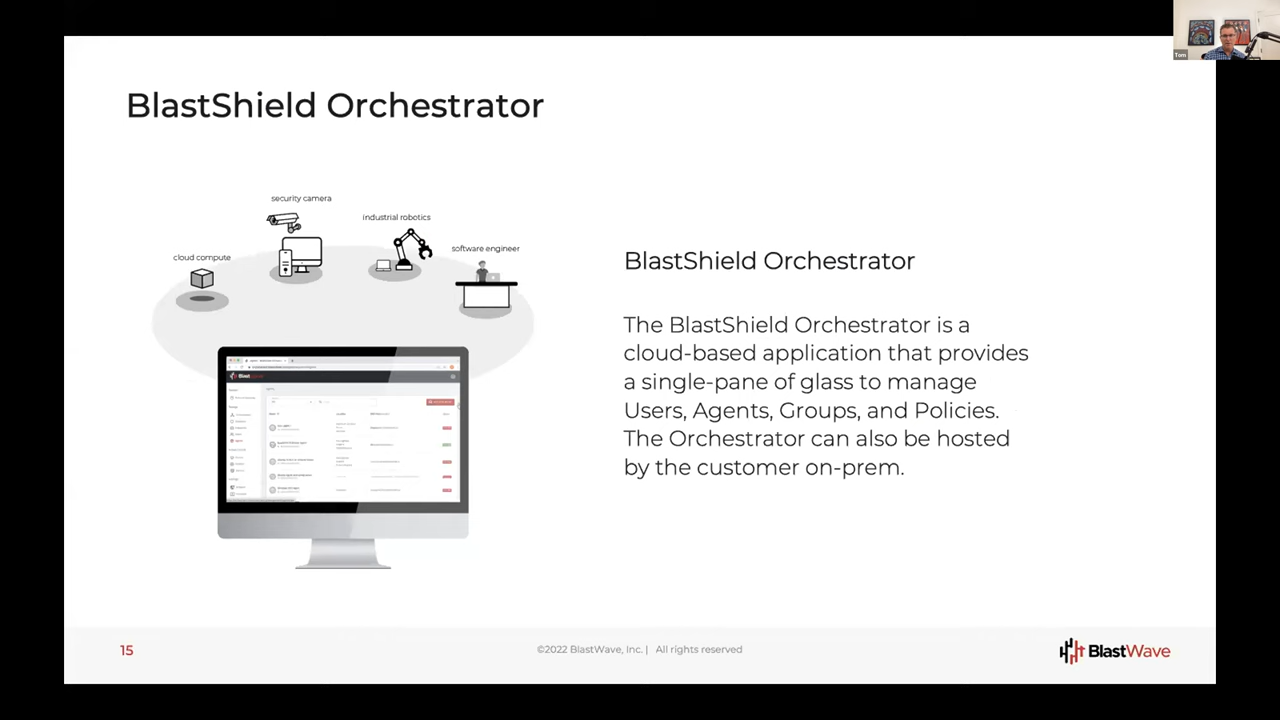 Tom
BlastShield Orchestrator
security camera
industrial robotics
software engineer
cloud compute
BlastShield Orchestrator
The BlastShield Orchestrator is a
cloud-based application that provides
a single-pane of glass to manage
Users, Agents, Groups, and Policies.
The Orchestrator can also be hosted
by the customer on-prem.
15
©2022 BlastWave, Inc. | All rights reserved
BlastWave